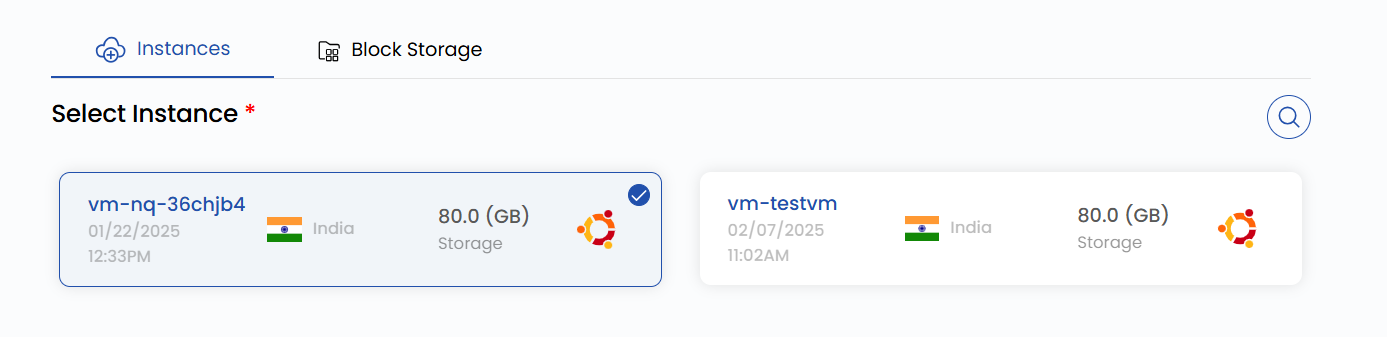 Instances Block Storage
Select Instance *
vm-nq-36chjb4
01/22/2025
12:33PM
India
80.0 (GB)
Storage
vm-testvm
02/07/2025
11:02AM
India
80.0 (GB)
Storage